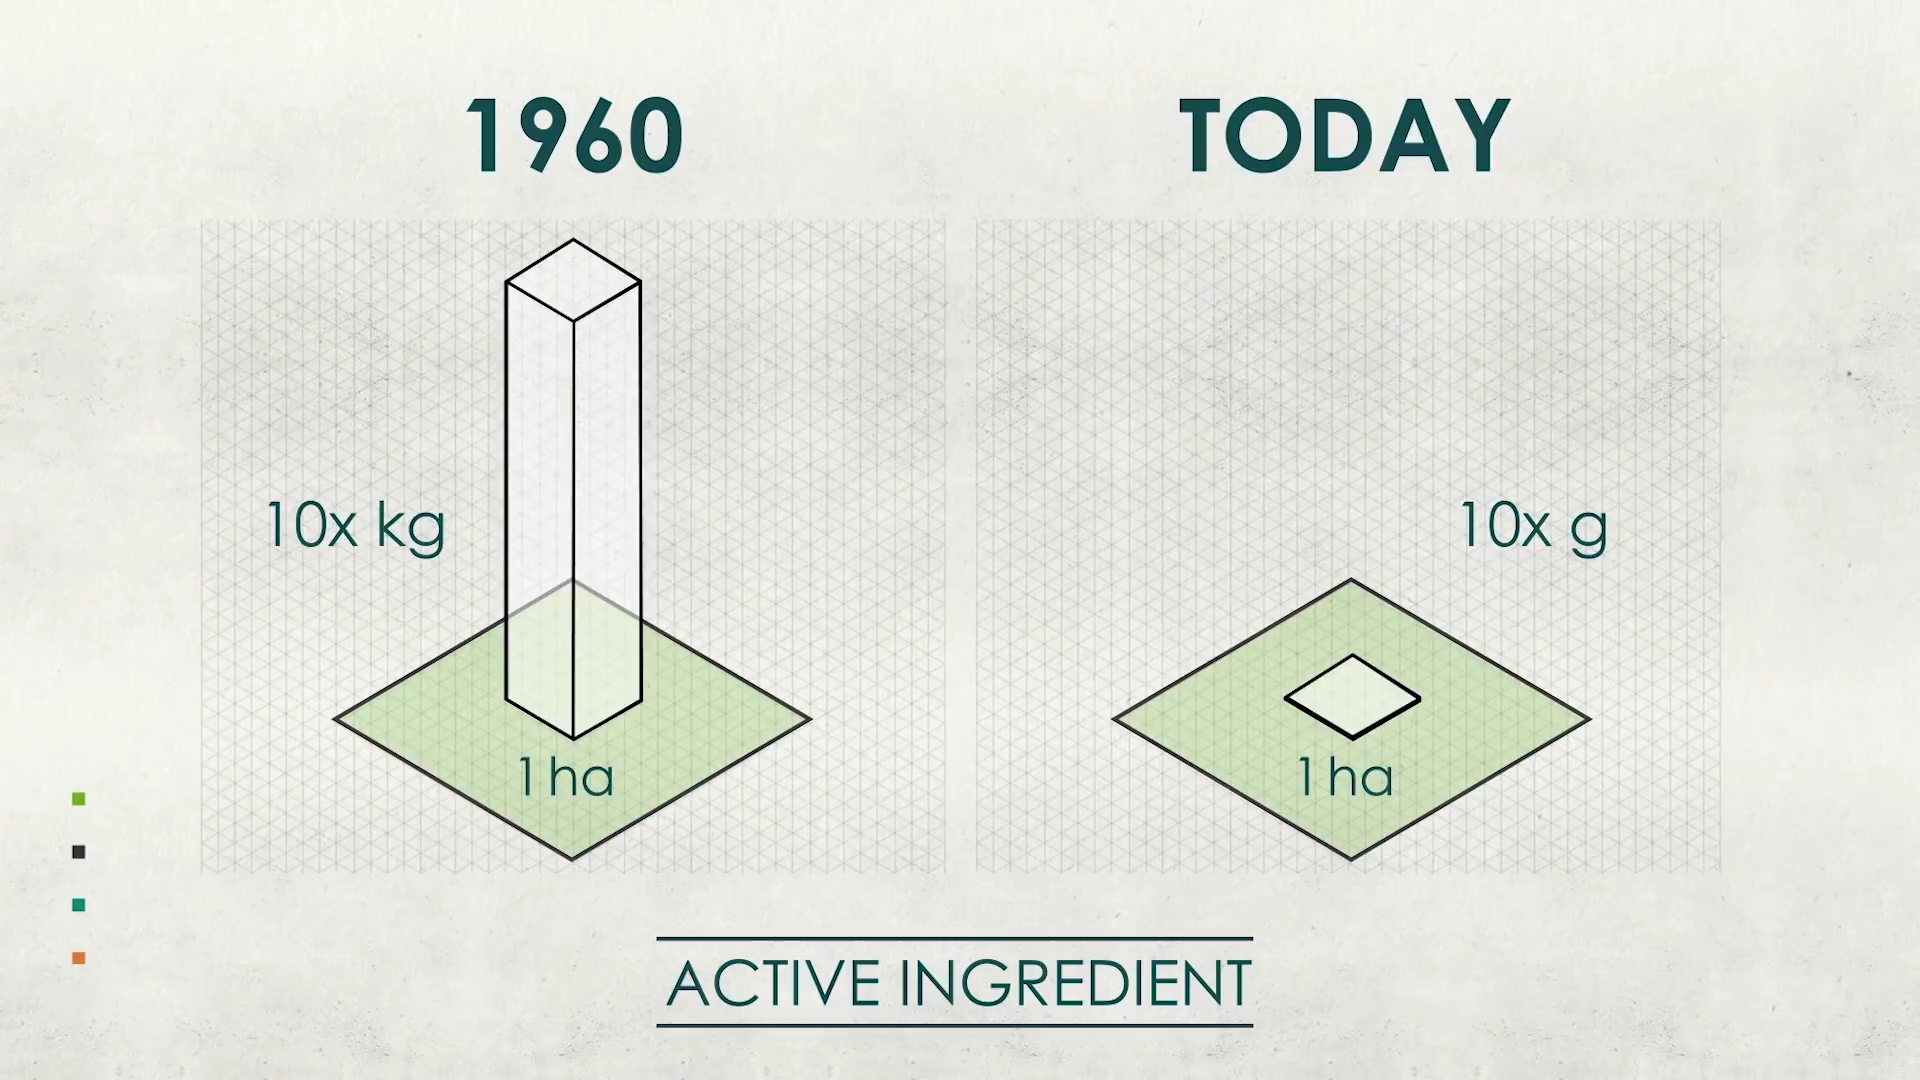 1960
TODAY
10x kg
10x g
1 ha
1 ha
ACTIVE INGREDIENT